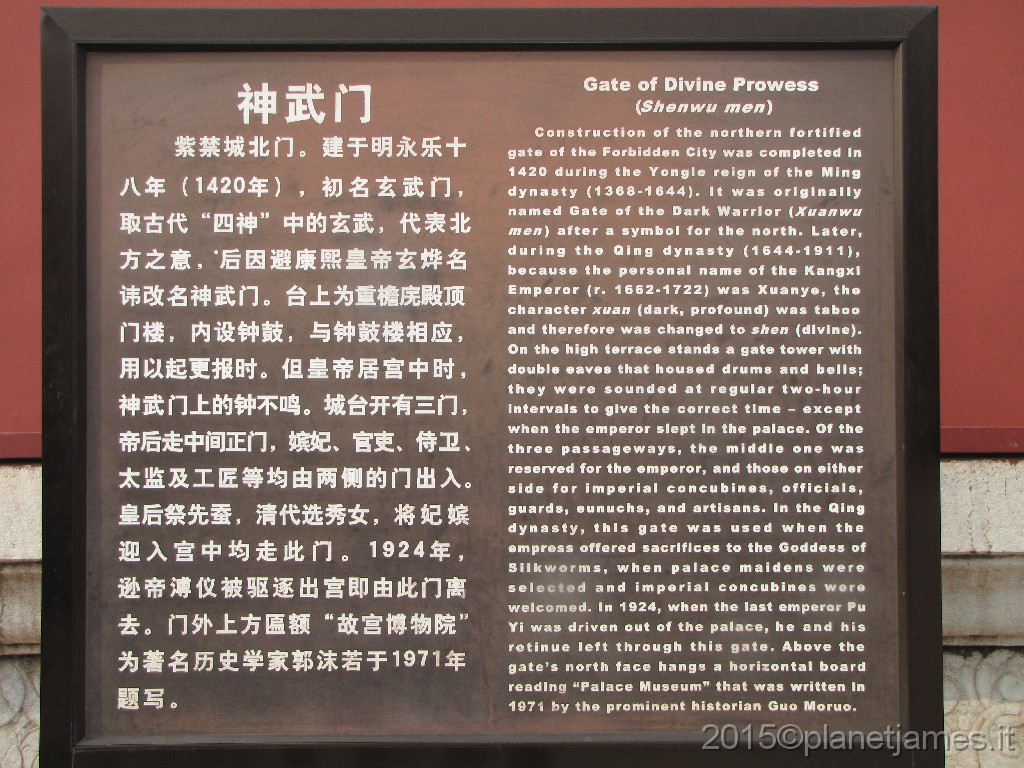 神武门
紫禁城北门。建于明永乐十
八年（1420年），初名玄武门，
取古代“四神”中的玄武，代表北
方之意，后因避康熙皇帝玄烨名
讳改名神武门。台上为重檐庑殿顶
门楼，内设钟鼓，与钟鼓楼相应，
用以起更报时。但皇帝居宫中时，
神武门上的钟不鸣。城台开有三门，
帝后走中间正门，嫔妃、官吏、侍卫、
太监及工匠等均由两侧的门出入。
皇后祭先蚕，清代选秀女，将妃嫔
迎入宫中均走此门。1924年，
逊帝溥仪被驱逐出宫即由此门离
去。门外上方匾额“故宫博物院”
为著名历史学家郭沫若于1971年
题写。
Gate of Divine Prowess
(Shenwu men)
Construction of the northern fortified
gate of the Forbidden City was completed in
1420 during the Yongle reign of the Ming
dynasty (1368-1644). It was originally
named Gate of the Dark Warrior (Xuanwu
men) after a symbol for the north. Later,
during the Qing dynasty (1644-1911),
because the personal name of the Kangxi
Emperor (r. 1662-1722) was Xuanye, the
character xuan (dark, profound) was taboo
and therefore was changed to shen (divine).
On the high terrace stands a gate tower with
double eaves that housed drums and bells;
they were sounded at regular two-hour
intervals to give the correct time – except
when the emperor slept in the palace. Of the
three passageways, the middle one was
reserved for the emperor, and those on either
side for imperial concubines, officials,
guards, eunuchs, and artisans. In the Qing
dynasty, this gate was used when the
empress offered sacrifices to the Goddess of
Silkworms, when palace maidens were
selected and imperial concubines were
welcomed. In 1924, when the last emperor Pu
Yi was driven out of the palace, he and his
retinue left through this gate. Above the
gate's north face hangs a horizontal board
reading “Palace Museum” that was written in
1971 by the prominent historian Guo Moruo.
2015©planetjames.it